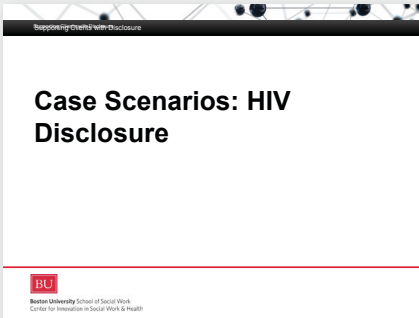 Supporting Clients with Disclosure
Case Scenarios: HIV
Disclosure
BU
Boston University School of Social Work
Center for Innovation in Social Work & Health